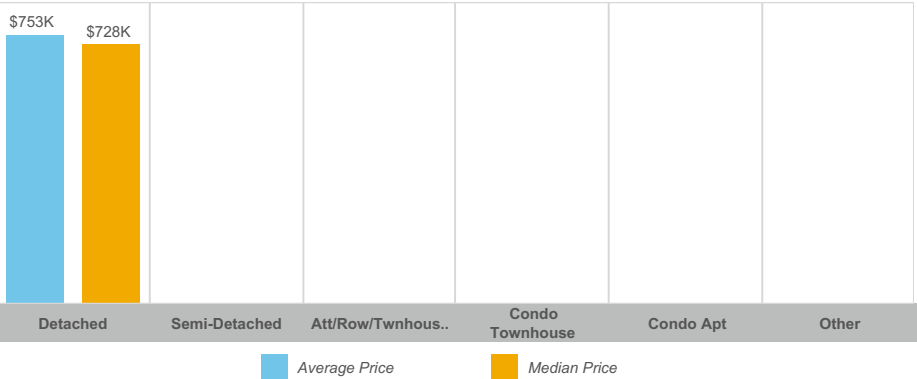 $753K
$728K
Detached
Semi-Detached
Att/Row/Twnhous..
Condo
Townhouse
Condo Apt
Other
Average Price
Median Price